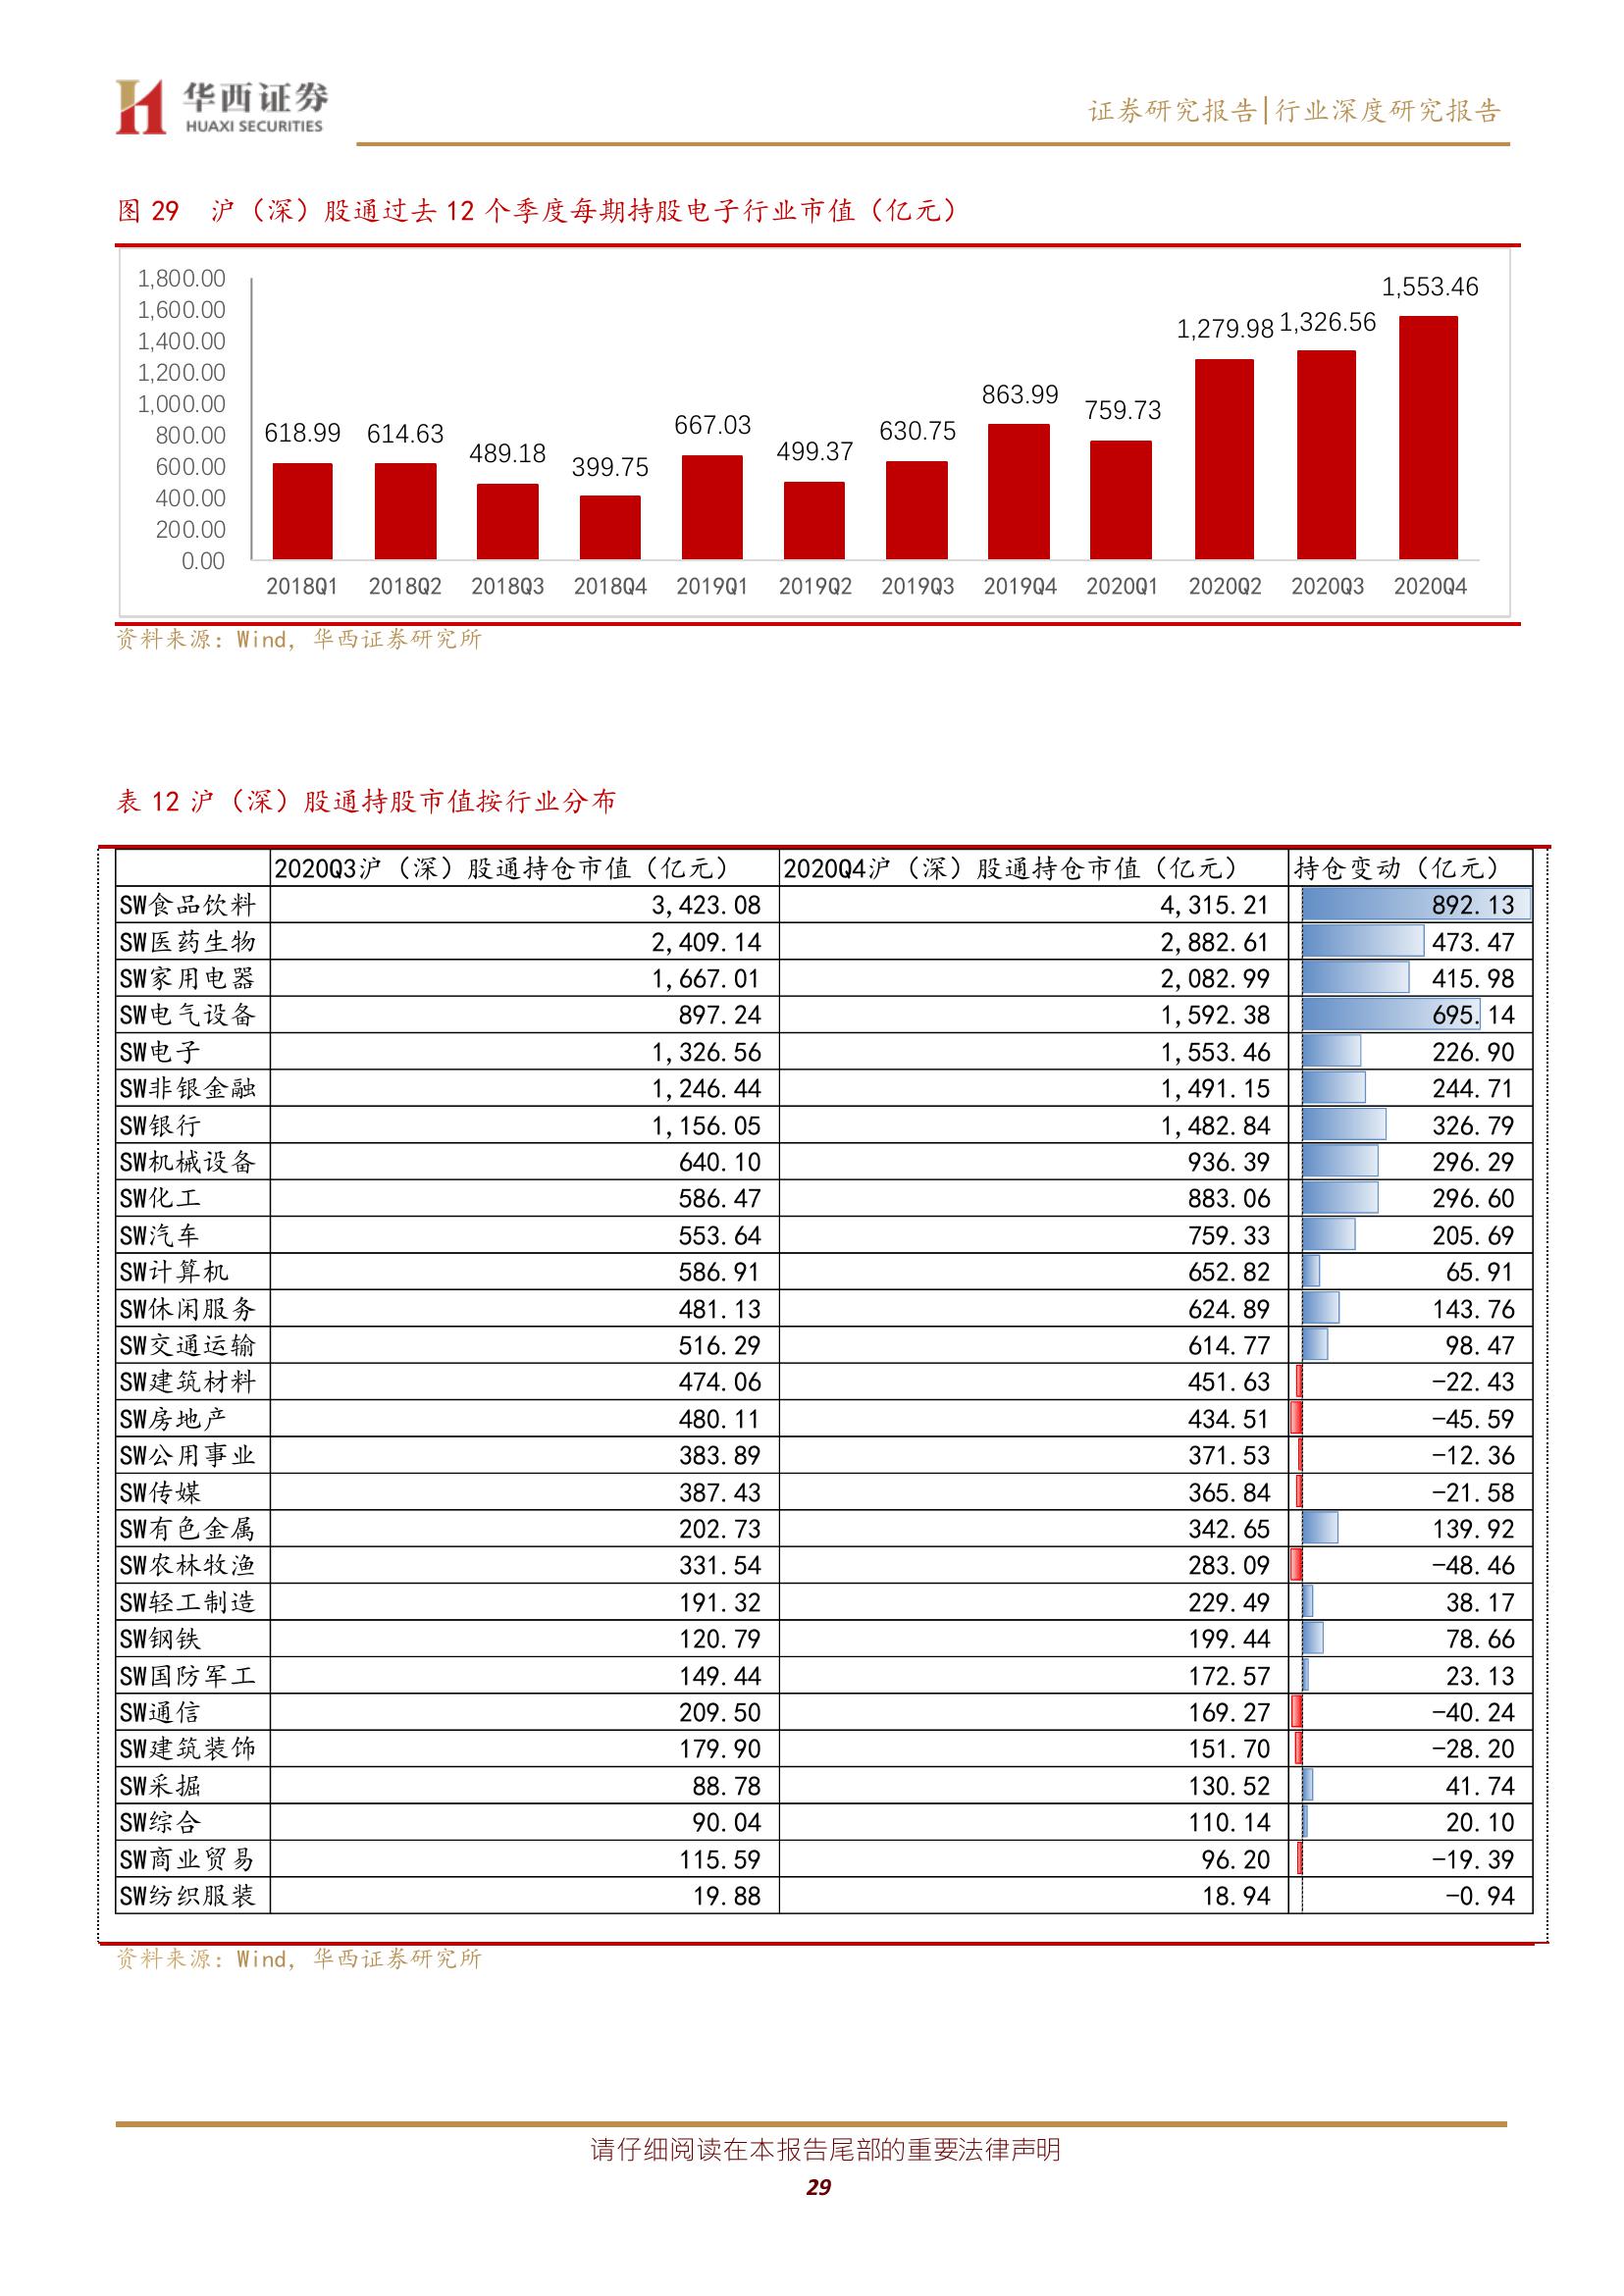 华西证券
HUAXI SECURITIES
证券研究报告|行业深度研究报告
图 29 沪（深）股通过去 12 个季度每期持股电子行业市值（亿元）
1,800.00
1,600.00
1,400.00
1,200.00
1,000.00
800.00
600.00
400.00
200.00
0.00
618.99 614.63 489.18 399.75 667.03 499.37 630.75 863.99 759.73 1,279.98 1,326.56 1,553.46
2018Q1 2018Q2 2018Q3 2018Q4 2019Q1 2019Q2 2019Q3 2019Q4 2020Q1 2020Q2 2020Q3 2020Q4
资料来源：Wind，华西证券研究所
表 12 沪（深）股通持股市值按行业分布
2020Q3沪（深）股通持仓市值（亿元） 2020Q4沪（深）股通持仓市值（亿元） 持仓变动（亿元）
SW食品饮料 3,423.08 4,315.21 892.13
SW医药生物 2,409.14 2,882.61 473.47
SW家用电器 1,667.01 2,082.99 415.98
SW电气设备 897.24 1,592.38 695.14
SW电子 1,326.56 1,553.46 226.90
SW非银金融 1,246.44 1,491.15 244.71
SW银行 1,156.05 1,482.84 326.79
SW机械设备 640.10 936.39 296.29
SW化工 586.47 883.06 296.60
SW汽车 553.64 759.33 205.69
SW计算机 586.91 652.82 65.91
SW休闲服务 481.13 624.89 143.76
SW交通运输 516.29 614.77 98.47
SW建筑材料 474.06 451.63 -22.43
SW房地产 480.11 434.51 -45.59
SW公用事业 383.89 371.53 -12.36
SW传媒 387.43 365.84 -21.58
SW有色金属 202.73 342.65 139.92
SW农林牧渔 331.54 283.09 -48.46
SW轻工制造 191.32 229.49 38.17
SW钢铁 120.79 199.44 78.66
SW国防军工 149.44 172.57 23.13
SW通信 209.50 169.27 -40.24
SW建筑装饰 179.90 151.70 -28.20
SW采掘 88.78 130.52 41.74
SW综合 90.04 110.14 20.10
SW商业贸易 115.59 96.20 -19.39
SW纺织服装 19.88 18.94 -0.94
资料来源：Wind，华西证券研究所
请仔细阅读在本报告尾部的重要法律声明
29